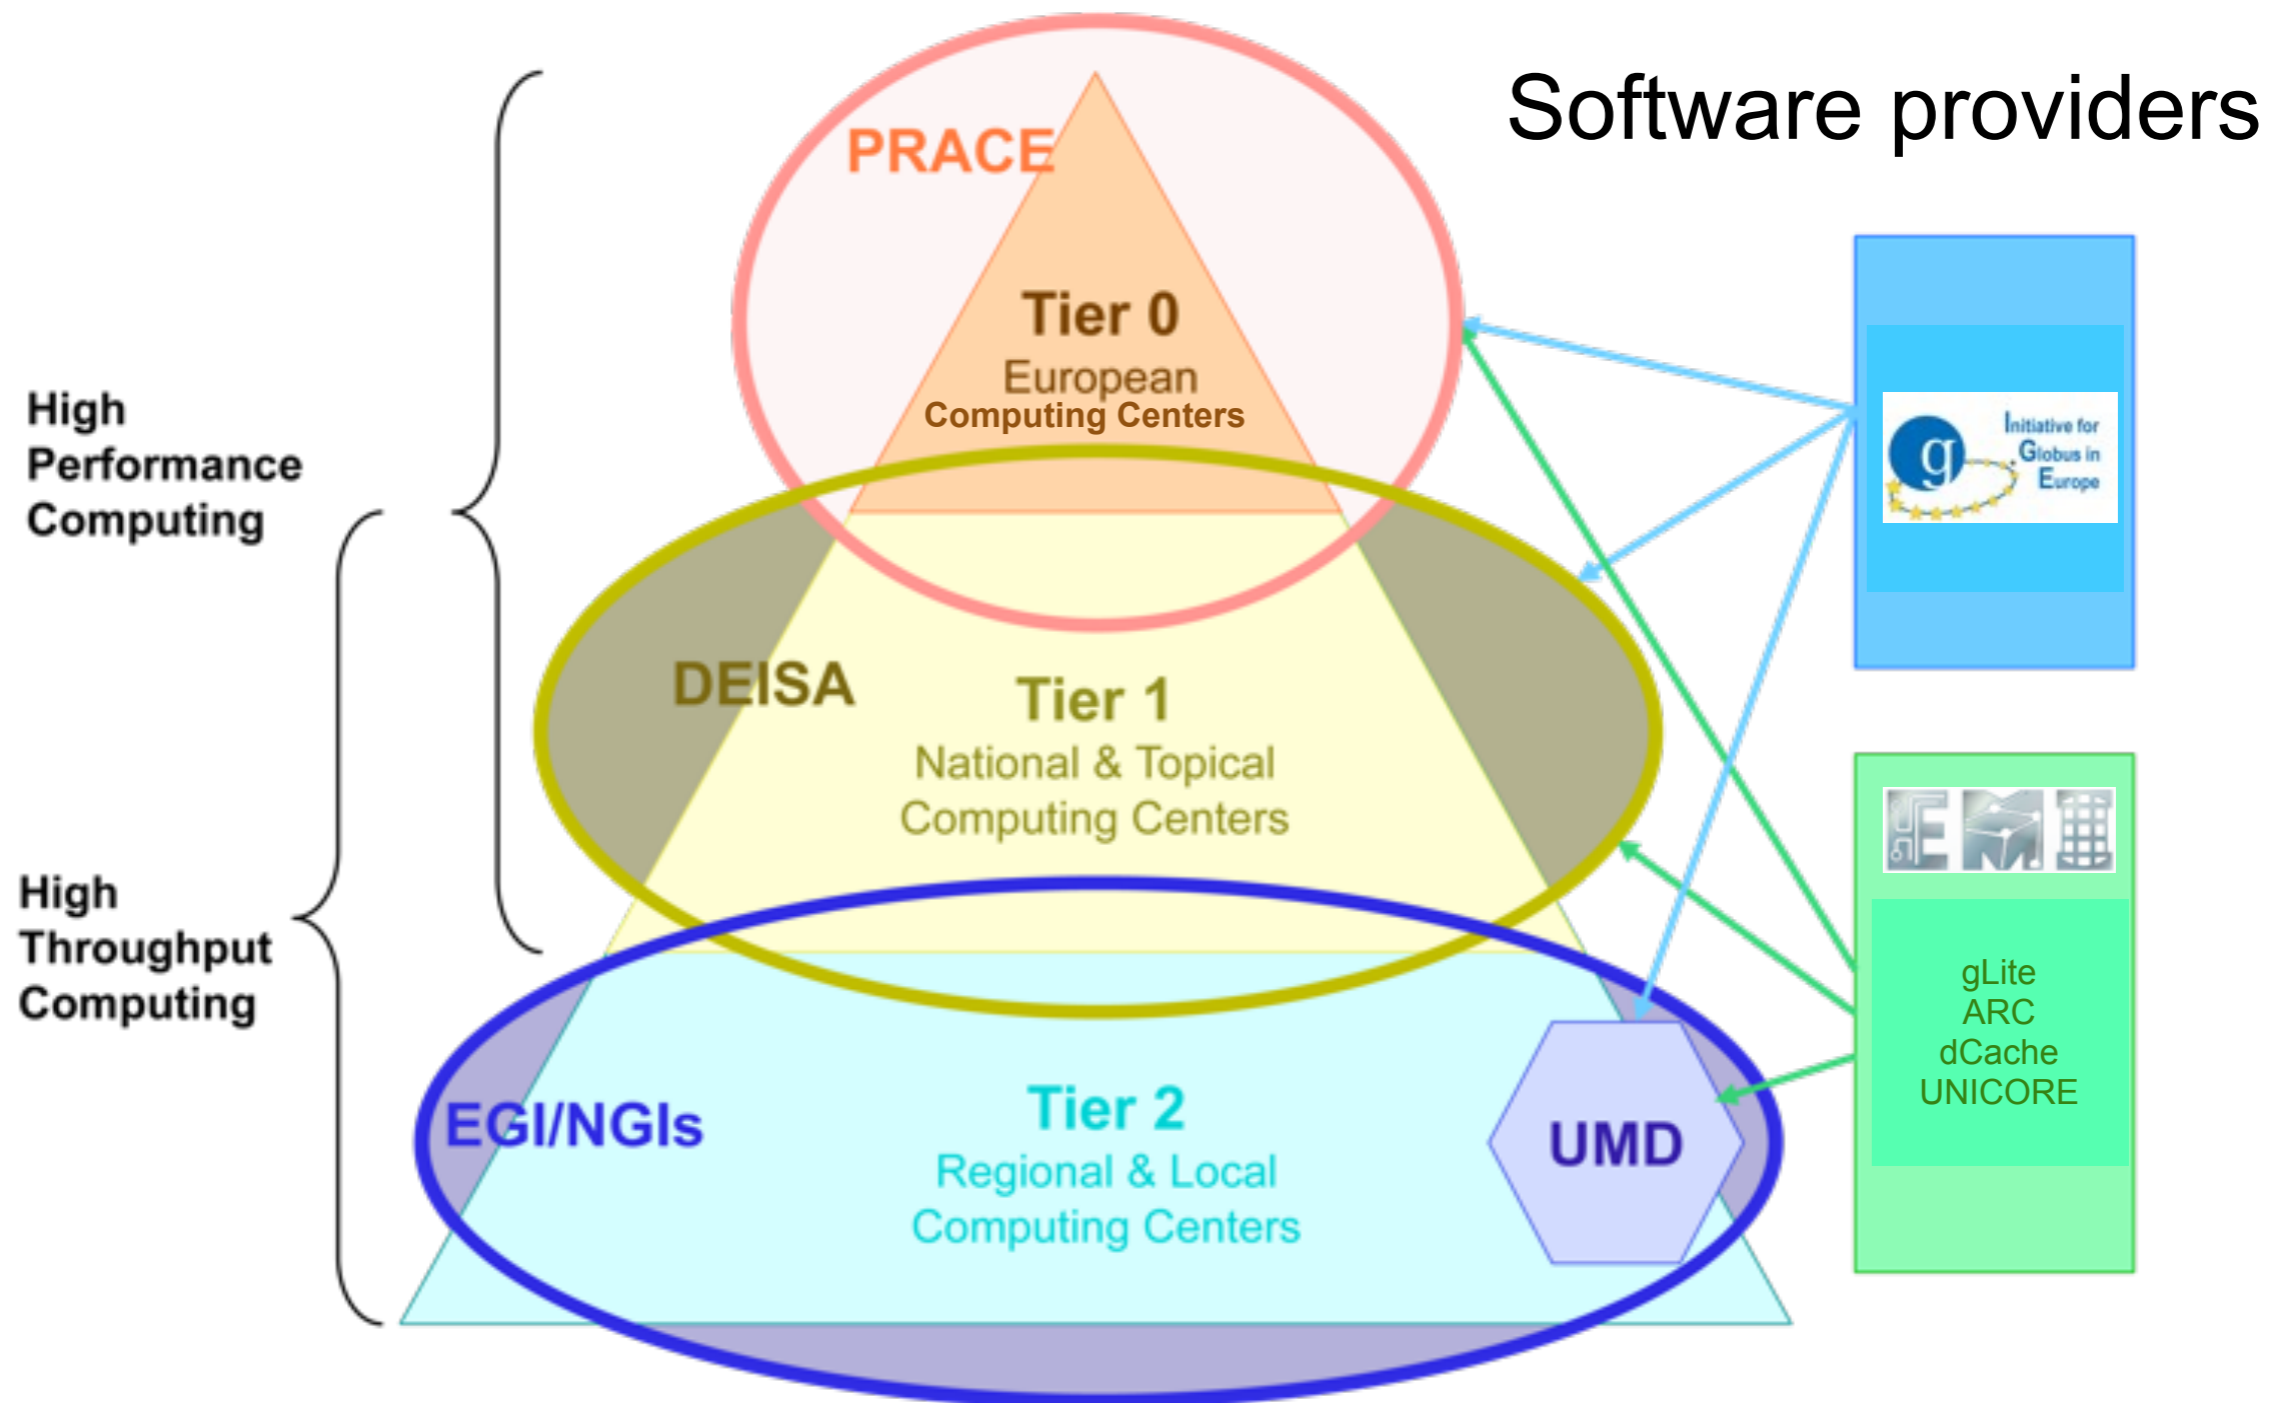 Software providers
PRACE
Tier 0
European
Computing Centers
High
Performance
Computing
Initiative for
Globus in
Europe
g
DEISA
Tier 1
National & Topical
Computing Centers
EMI
High
Throughput
Computing
gLite
ARC
dCache
UNICORE
EGI/NGIs
Tier 2
Regional & Local
Computing Centers
UMD